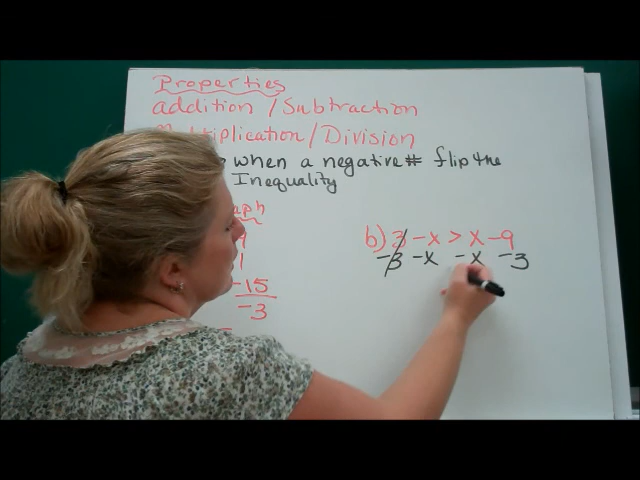 Properties
addition / Subtraction
Multiplication / Division
when a negative # flip the
Inequality
b) 3 - x > x - 9
-3 -x -x -3
-15
-3